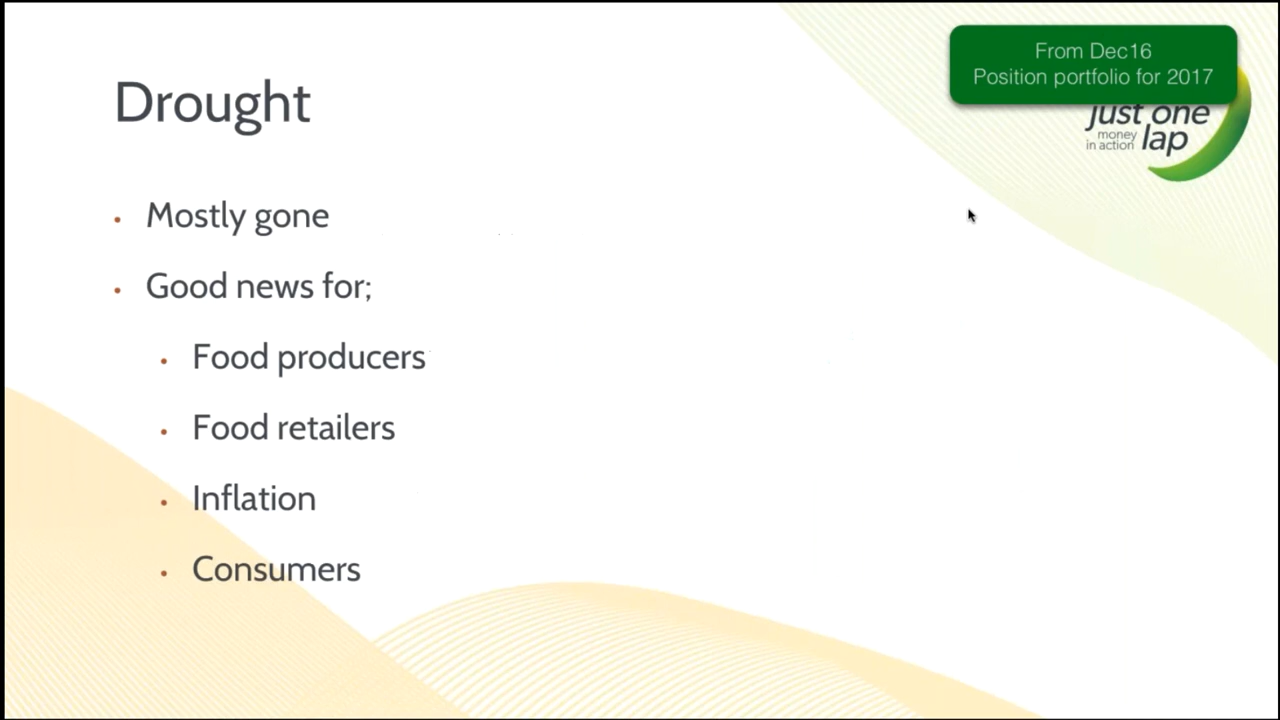 From Dec16
Position portfolio for 2017
just one
money
in action
lap
Drought
• Mostly gone
• Good news for;
• Food producers
• Food retailers
• Inflation
• Consumers